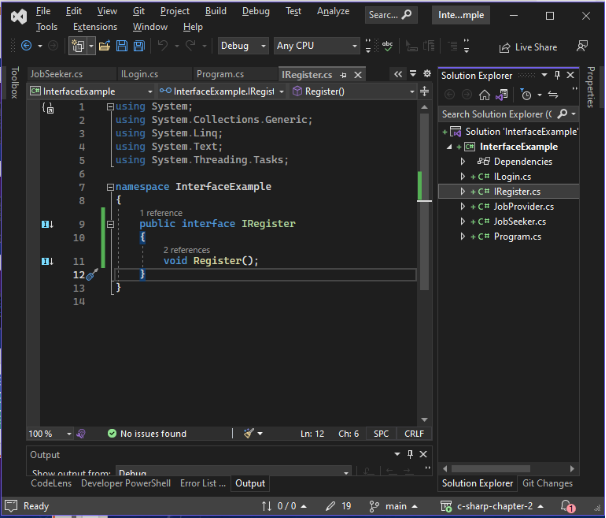 File Edit View Git Project Build Debug Test Analyze Searc... Inte...mple
Tools Extensions Window Help
Debug Any CPU Live Share
Toolbox
JobSeeker.cs ILogin.cs Program.cs IRegister.cs
InterfaceExample InterfaceExample.IRegist Register()
1 using System;
2 using System.Collections.Generic;
3 using System.Linq;
4 using System.Text;
5 using System.Threading.Tasks;
6
7 namespace InterfaceExample
8 {
1 reference
9 public interface IRegister
10 {
2 references
11 void Register();
12 }
13 }
14
100 % No issues found Ln: 12 Ch: 6 SPC CRLF
Output
Show output from: Debug
CodeLens Developer PowerShell Error List ... Output
Solution Explorer
Search Solution Explorer (C
Solution 'InterfaceExample'
InterfaceExample
Dependencies
C# ILogin.cs
C# IRegister.cs
C# JobProvider.cs
C# JobSeeker.cs
C# Program.cs
Solution Explorer Git Changes
Properties
Ready 0 / 0 19 main c-sharp-chapter-2 1